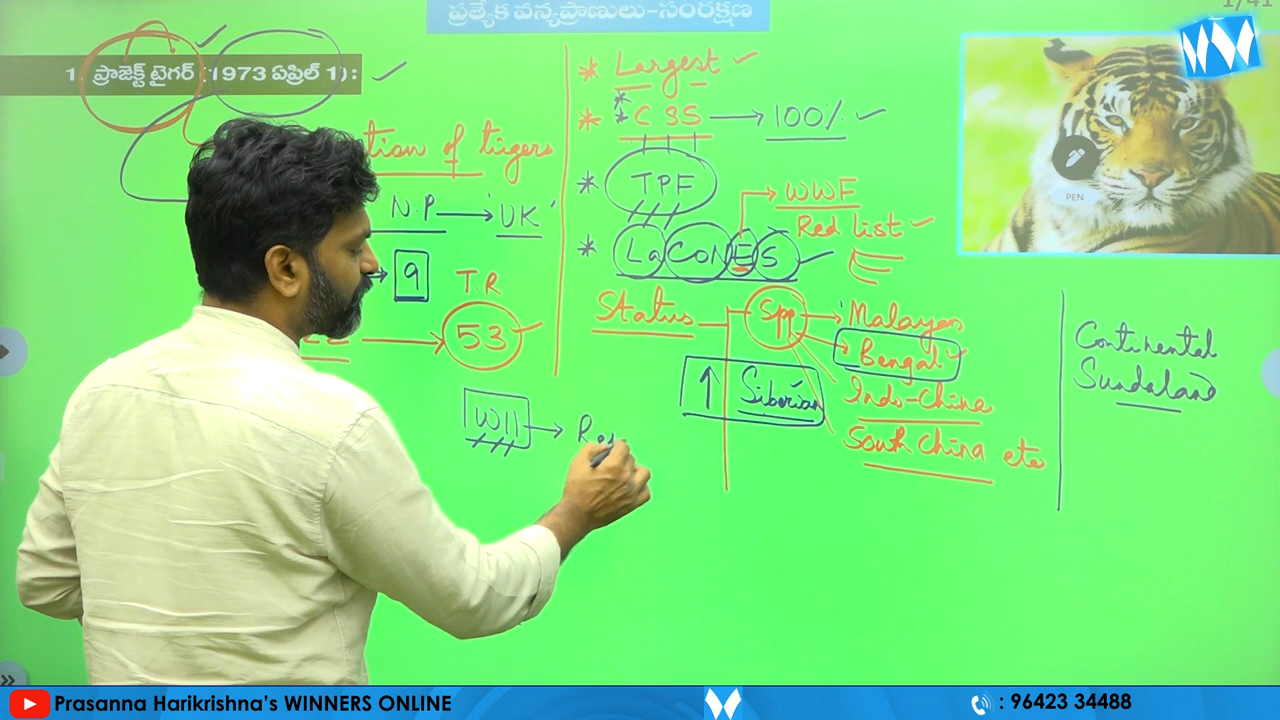 ప్రత్యేక వన్యప్రాణులు-సంరక్షణ
1/41
1. ప్రాజెక్ట్ టైగర్ (1973 ఏప్రిల్ 1) :
tion of tigers
N.P → 'UK'
→ 9
T.R
→ 53
WII →
* Largest
* CSS → 100%
* TPF
→ WWF
Red list
* LaCONES
Status
Spp → Malayan
→ Bengal
Indo-China
South China etc
↑ Siberian
Continental
Sundaland
PEN
Prasanna Harikrishna's WINNERS ONLINE
: 96423 34488